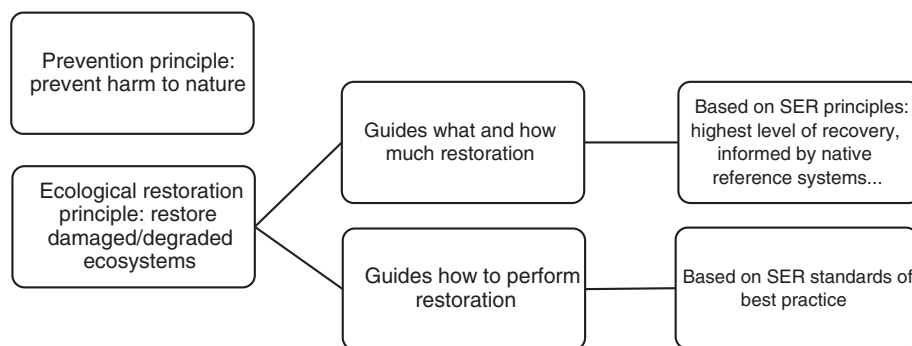 Prevention principle:
prevent harm to nature
Ecological restoration
principle: restore
damaged/degraded
ecosystems
Guides what and how
much restoration
Guides how to perform
restoration
Based on SER principles:
highest level of recovery,
informed by native
reference systems...
Based on SER standards of
best practice